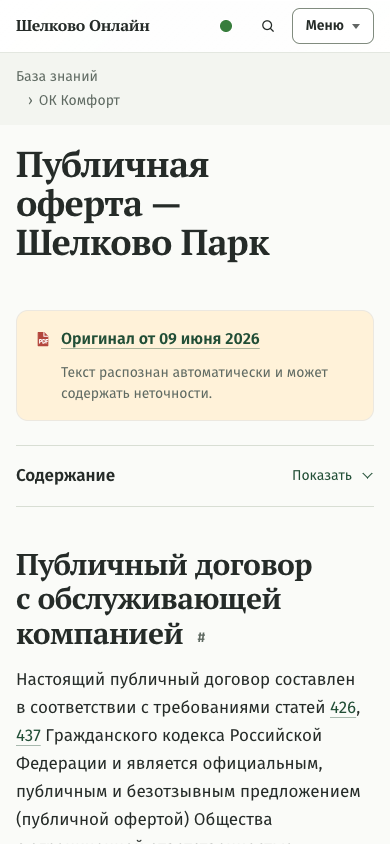 Шелково Онлайн
Меню
База знаний
› ОК Комфорт
Публичная
оферта —
Шелково Парк
Оригинал от 09 июня 2026
Текст распознан автоматически и может
содержать неточности.
Содержание
Показать
Публичный договор
с обслуживающей
компанией #
Настоящий публичный договор составлен
в соответствии с требованиями статей 426,
437 Гражданского кодекса Российской
Федерации и является официальным,
публичным и безотзывным предложением
(публичной офертой) Общества